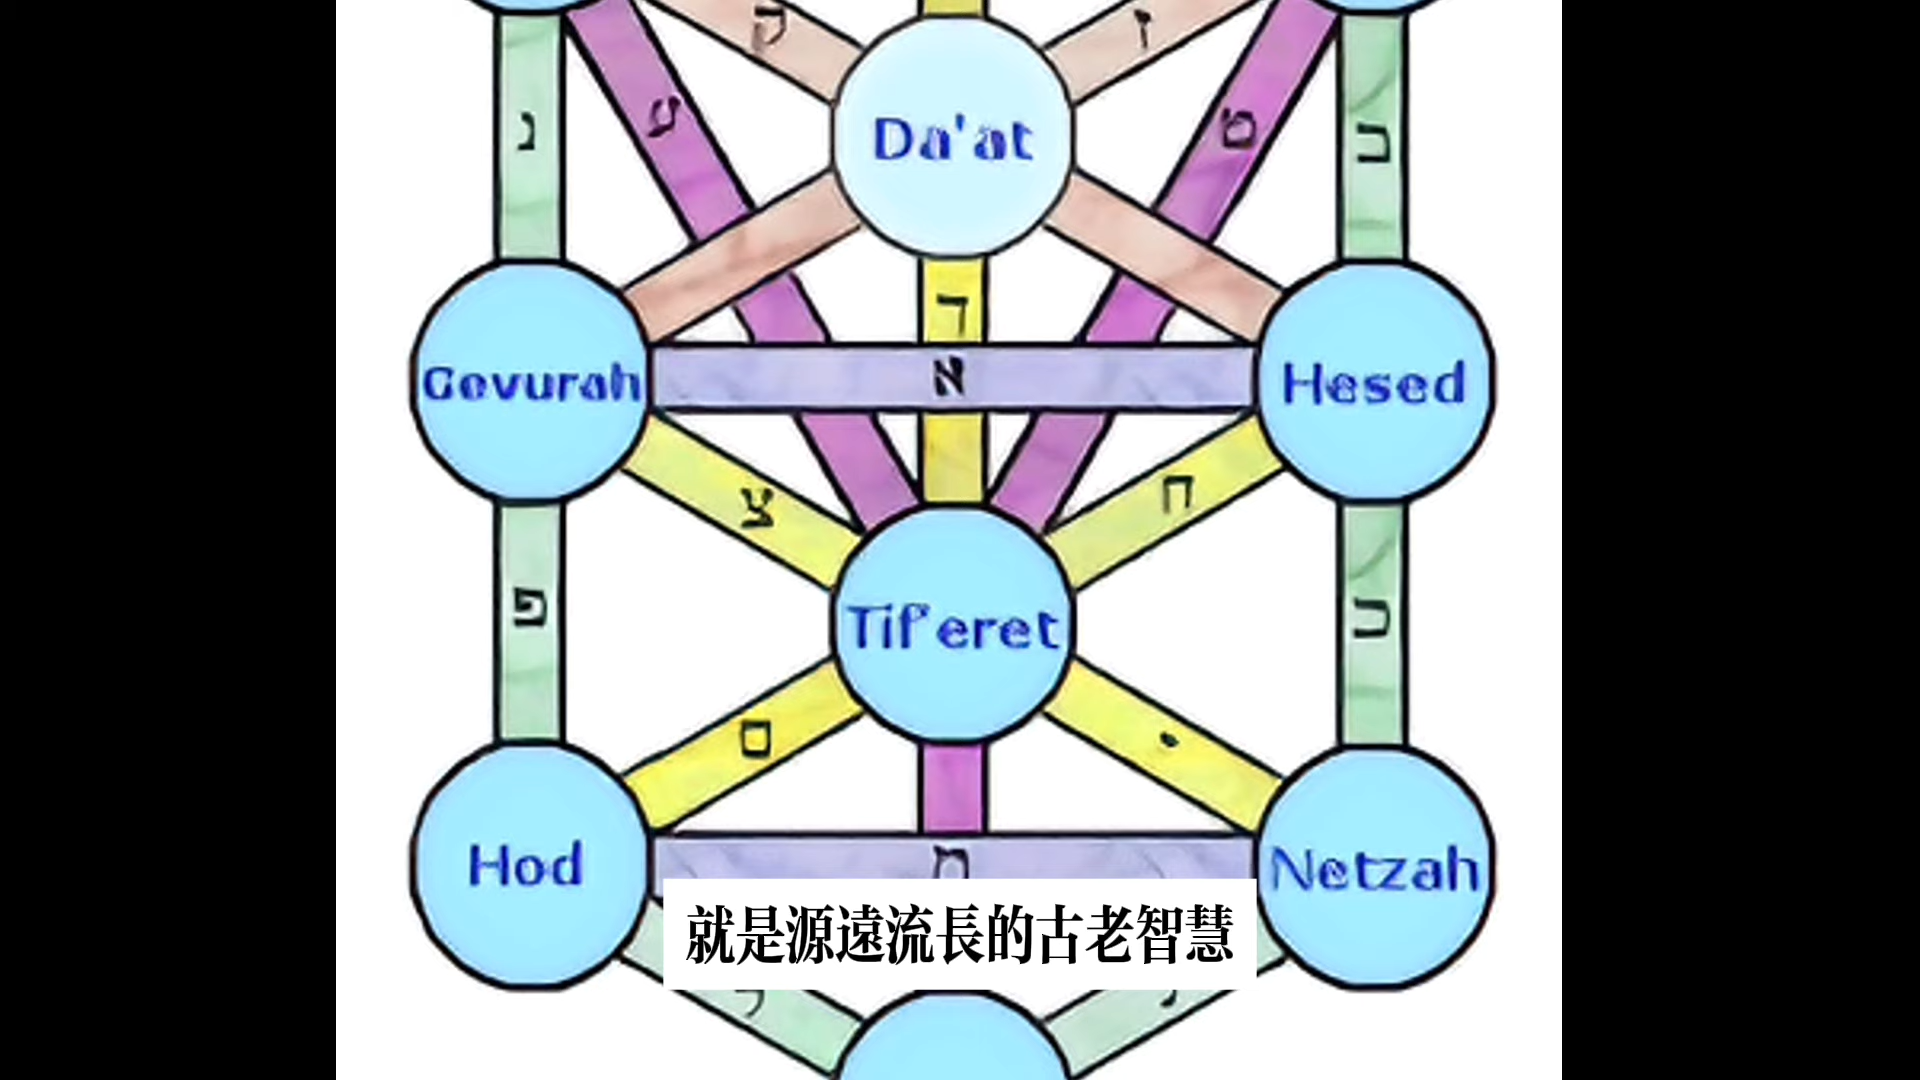 ק
ז
נ
ע
Da'at
ט
כ
ד
Gevurah
א
Hesed
צ
ח
פ
Tif'eret
כ
ם
י
Hod
מ
Netzah
就是源遠流長的古老智慧